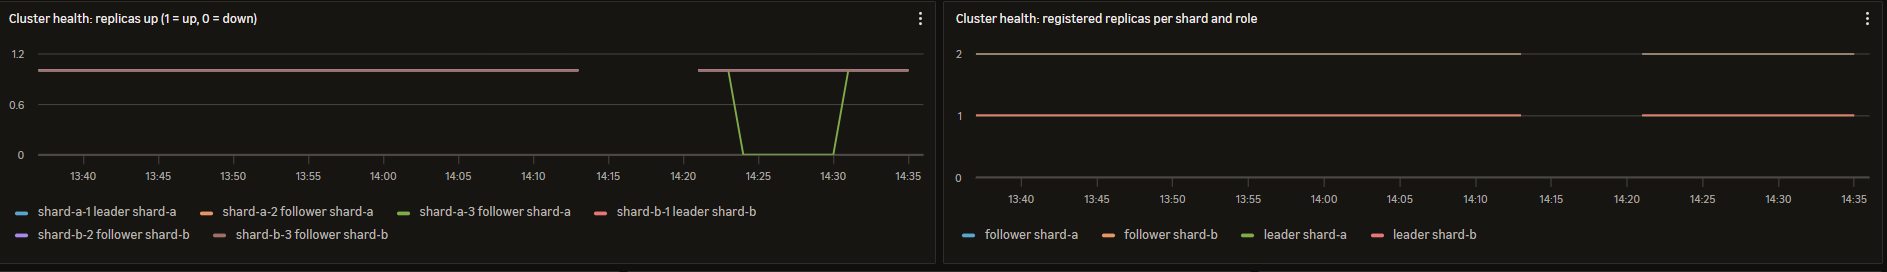 Cluster health: replicas up (1 = up, 0 = down)
1.2
0.6
0
13:40 13:45 13:50 13:55 14:00 14:05 14:10 14:15 14:20 14:25 14:30 14:35
shard-a-1 leader shard-a shard-a-2 follower shard-a shard-a-3 follower shard-a shard-b-1 leader shard-b
shard-b-2 follower shard-b shard-b-3 follower shard-b
Cluster health: registered replicas per shard and role
2
1
0
13:40 13:45 13:50 13:55 14:00 14:05 14:10 14:15 14:20 14:25 14:30 14:35
follower shard-a follower shard-b leader shard-a leader shard-b